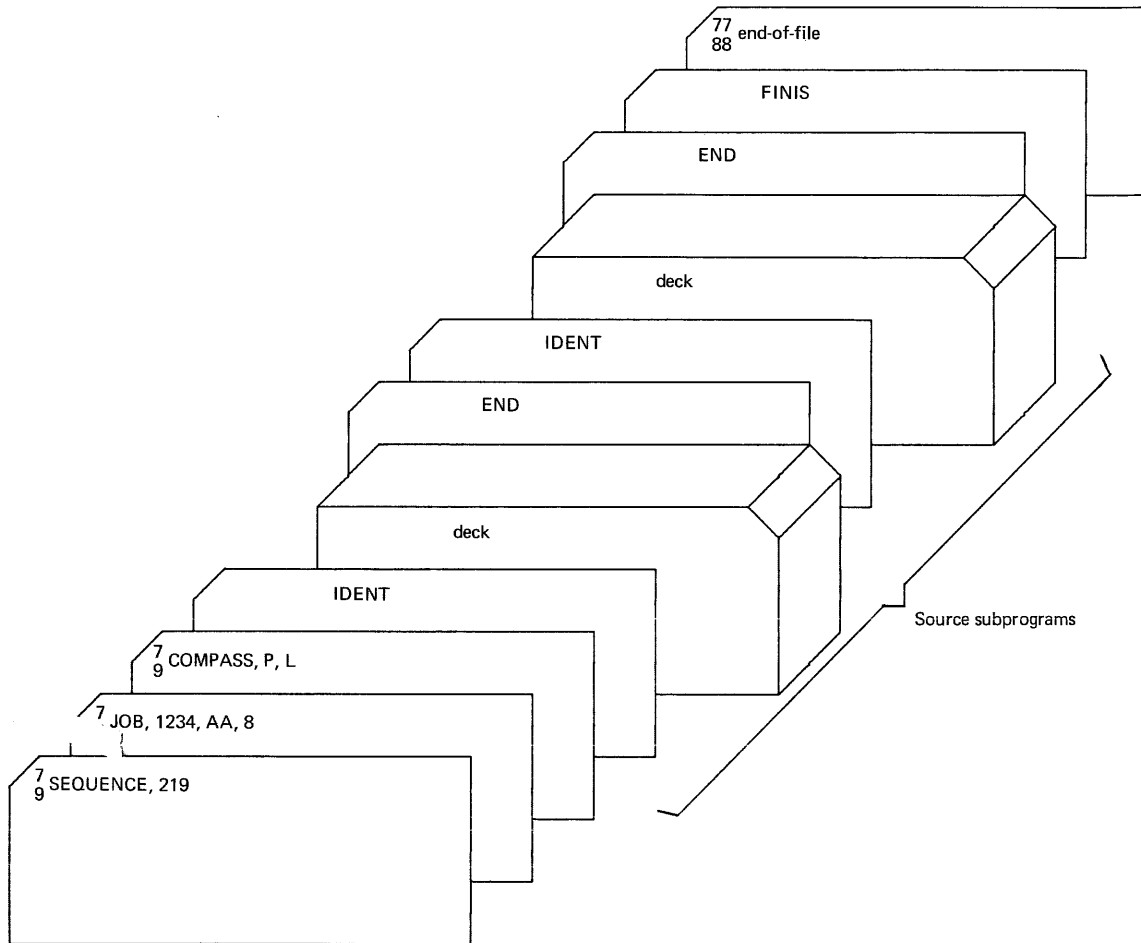 77
88 end-of-file
FINIS
END
deck
IDENT
END
deck
IDENT
Source subprograms
7
9 COMPASS, P, L
7 JOB, 1234, AA, 8
7
9 SEQUENCE, 219